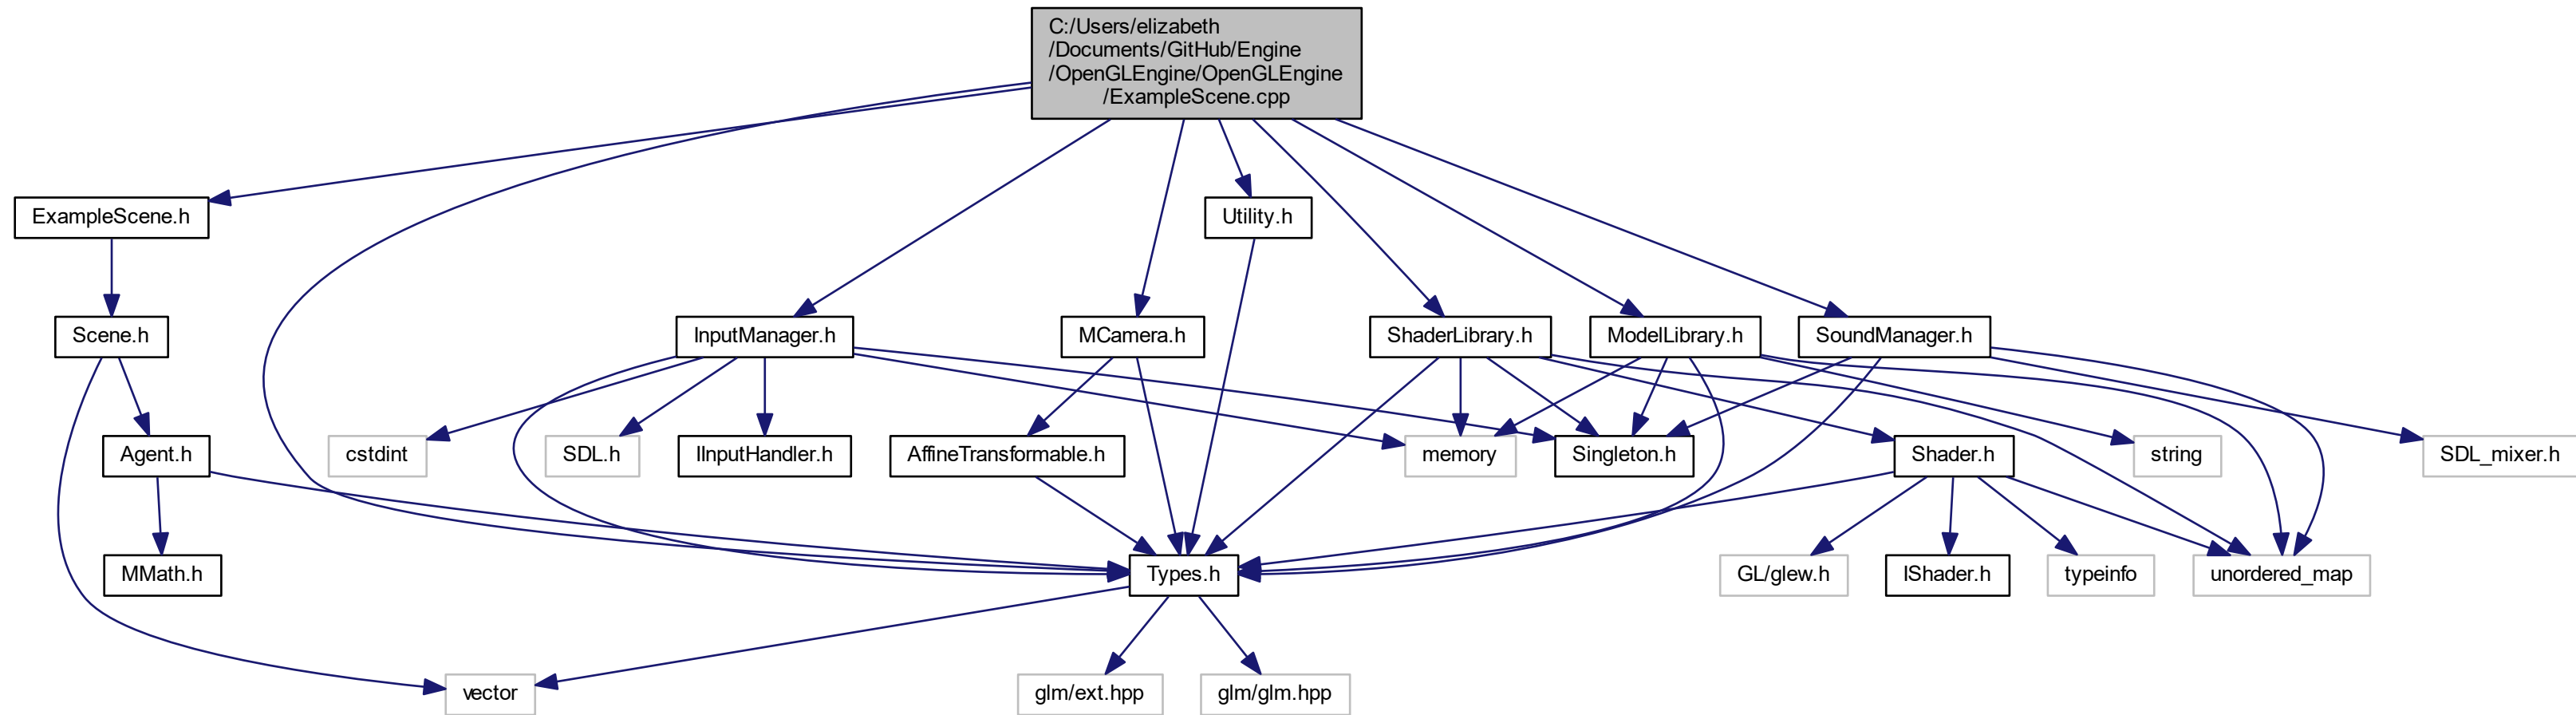 C:/Users/elizabeth
/Documents/GitHub/Engine
/OpenGLEngine/OpenGLEngine
/ExampleScene.cpp
ExampleScene.h
Utility.h
Scene.h
InputManager.h
MCamera.h
ShaderLibrary.h
ModelLibrary.h
SoundManager.h
Agent.h
cstdint
SDL.h
IInputHandler.h
AffineTransformable.h
memory
Singleton.h
Shader.h
string
SDL_mixer.h
MMath.h
Types.h
GL/glew.h
IShader.h
typeinfo
unordered_map
vector
glm/ext.hpp
glm/glm.hpp